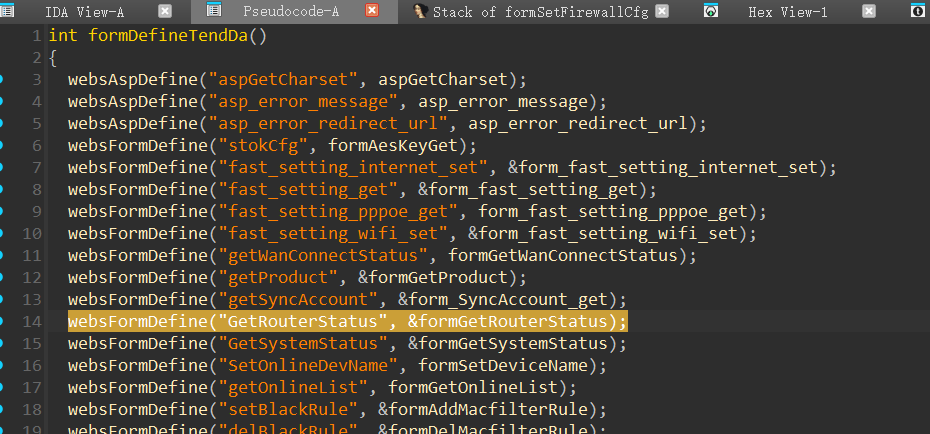 IDA View-A Pseudocode-A Stack of formSetFirewallCfg Hex View-1
1 int formDefineTendDa()
2 {
3 websAspDefine("aspGetCharset", aspGetCharset);
4 websAspDefine("asp_error_message", asp_error_message);
5 websAspDefine("asp_error_redirect_url", asp_error_redirect_url);
6 websFormDefine("stokCfg", formAesKeyGet);
7 websFormDefine("fast_setting_internet_set", &form_fast_setting_internet_set);
8 websFormDefine("fast_setting_get", &form_fast_setting_get);
9 websFormDefine("fast_setting_pppoe_get", form_fast_setting_pppoe_get);
10 websFormDefine("fast_setting_wifi_set", &form_fast_setting_wifi_set);
11 websFormDefine("getWanConnectStatus", formGetWanConnectStatus);
12 websFormDefine("getProduct", &formGetProduct);
13 websFormDefine("getSyncAccount", &form_SyncAccount_get);
14 websFormDefine("GetRouterStatus", &formGetRouterStatus);
15 websFormDefine("GetSystemStatus", &formGetSystemStatus);
16 websFormDefine("SetOnlineDevName", formSetDeviceName);
17 websFormDefine("getOnlineList", formGetOnlineList);
18 websFormDefine("setBlackRule", &formAddMacfilterRule);
19 websFormDefine("delBlackRule", &formDelMacfilterRule);